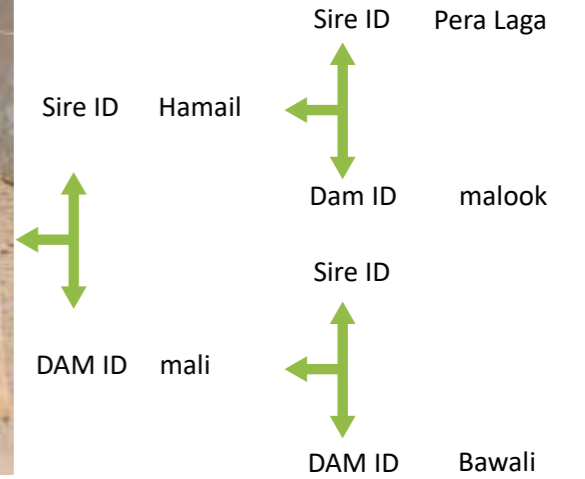 Sire ID Pera Laga
Sire ID Hamail
Dam ID malook
Sire ID
DAM ID mali
DAM ID Bawali